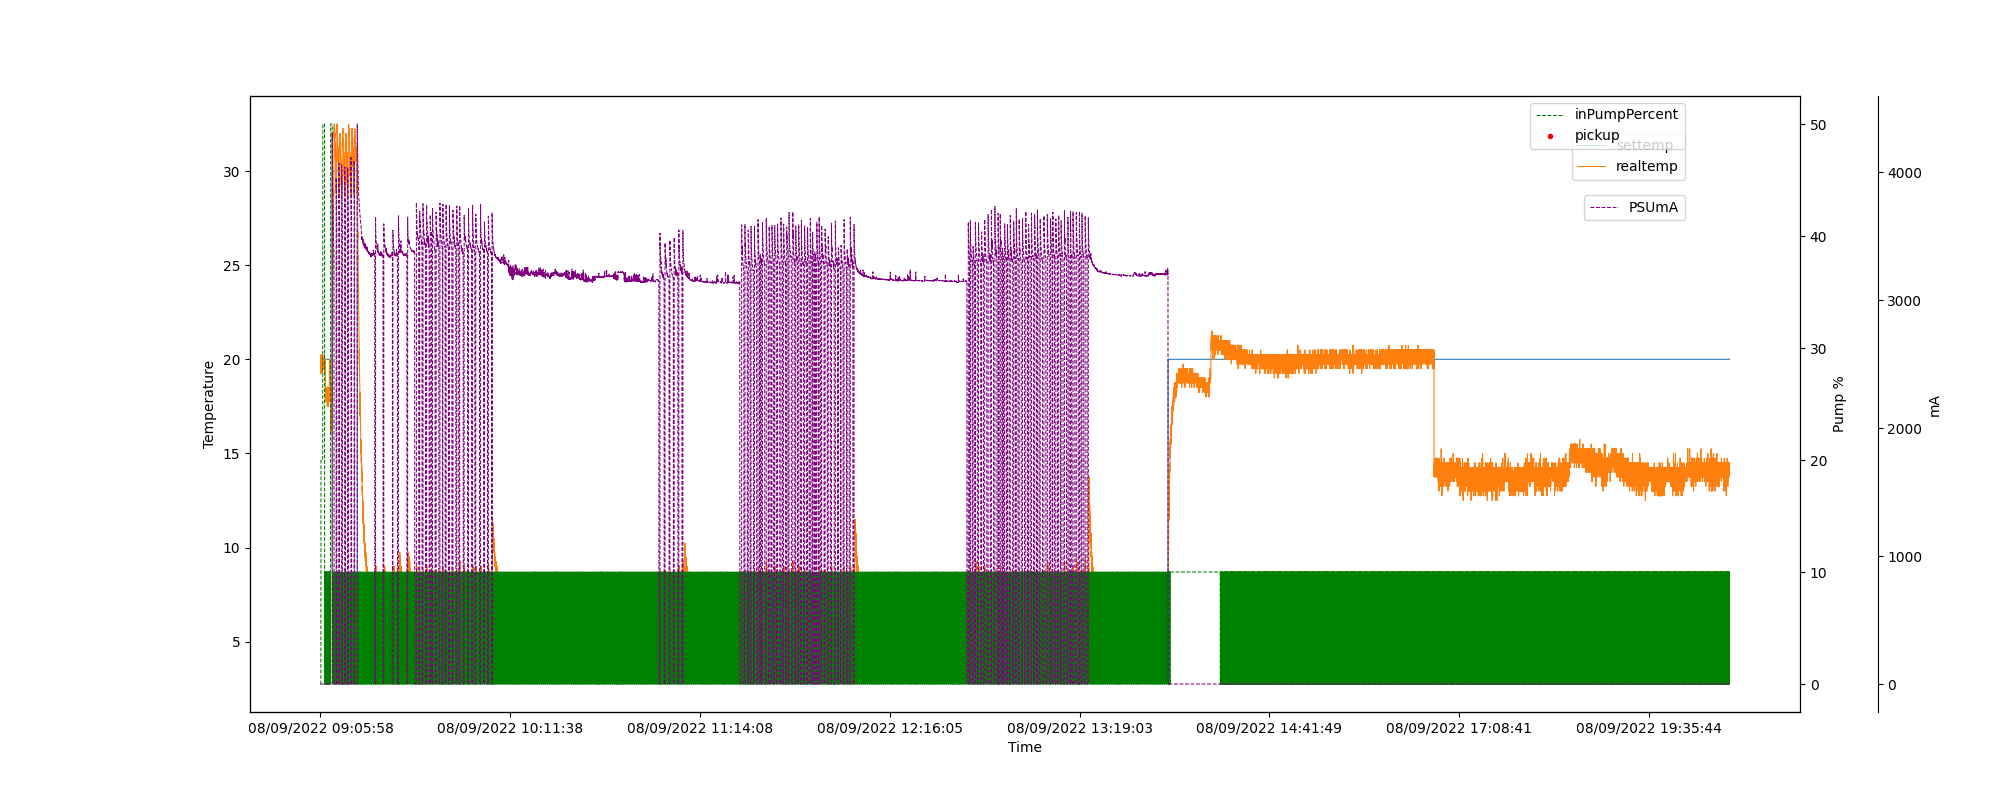 inPumpPercent
pickup
settemp
realtemp
PSUmA
30
25
20
15
10
5
Temperature
50
40
30
20
10
0
Pump %
4000
3000
2000
1000
0
mA
08/09/2022 09:05:58
08/09/2022 10:11:38
08/09/2022 11:14:08
08/09/2022 12:16:05
08/09/2022 13:19:03
08/09/2022 14:41:49
08/09/2022 17:08:41
08/09/2022 19:35:44
Time